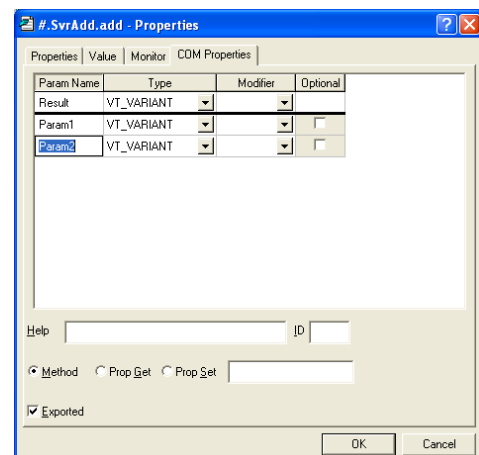 #.SvrAdd.add - Properties
Properties Value Monitor COM Properties
Param Name Type Modifier Optional
Result VT_VARIANT
Param1 VT_VARIANT
Param2 VT_VARIANT
Help ID
Method Prop Get Prop Set
Exported
OK Cancel